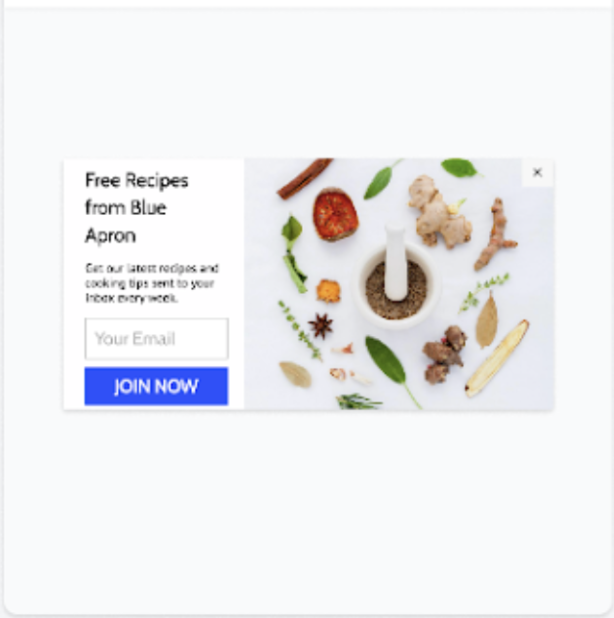 Free Recipes
from Blue
Apron
Get our latest recipes and
cooking tips sent to your
inbox every week.
Your Email
JOIN NOW